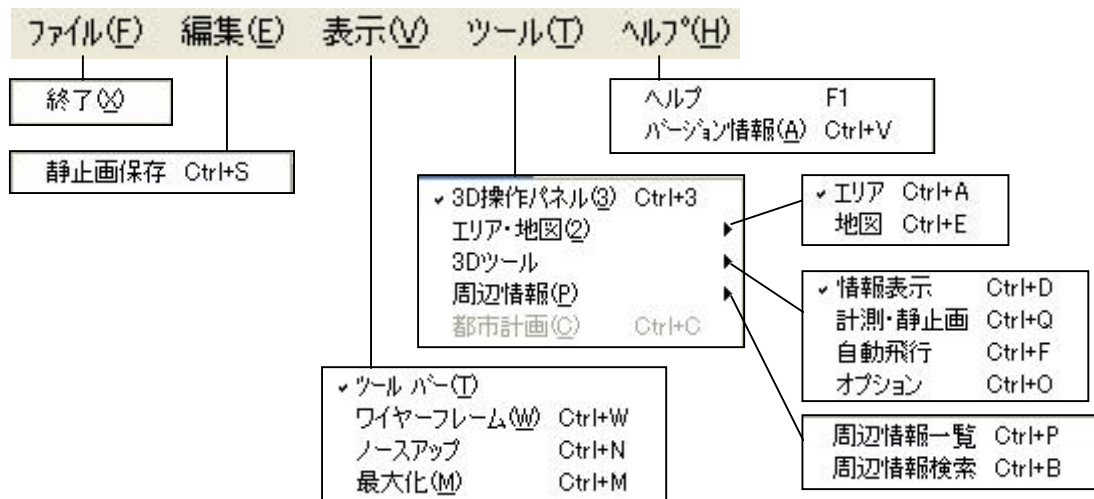 ファイル(F) 編集(E) 表示(V) ツール(T) ヘルプ(H)
終了(X)
静止画保存 Ctrl+S
ヘルプ F1
バージョン情報(A) Ctrl+V
3D操作パネル(3) Ctrl+3
エリア・地図(2)
3Dツール
周辺情報(P)
都市計画(C) Ctrl+C
エリア Ctrl+A
地図 Ctrl+E
情報表示 Ctrl+D
計測・静止画 Ctrl+Q
自動飛行 Ctrl+F
オプション Ctrl+O
ツール バー(T)
ワイヤーフレーム(W) Ctrl+W
ノースアップ Ctrl+N
最大化(M) Ctrl+M
周辺情報一覧 Ctrl+P
周辺情報検索 Ctrl+B